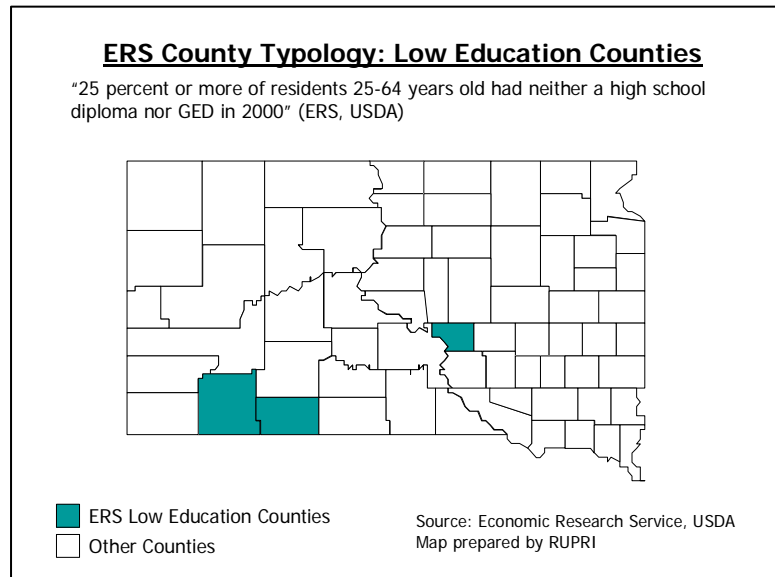 ERS County Typology: Low Education Counties
“25 percent or more of residents 25-64 years old had neither a high school
diploma nor GED in 2000” (ERS, USDA)
ERS Low Education Counties
Other Counties
Source: Economic Research Service, USDA
Map prepared by RUPRI